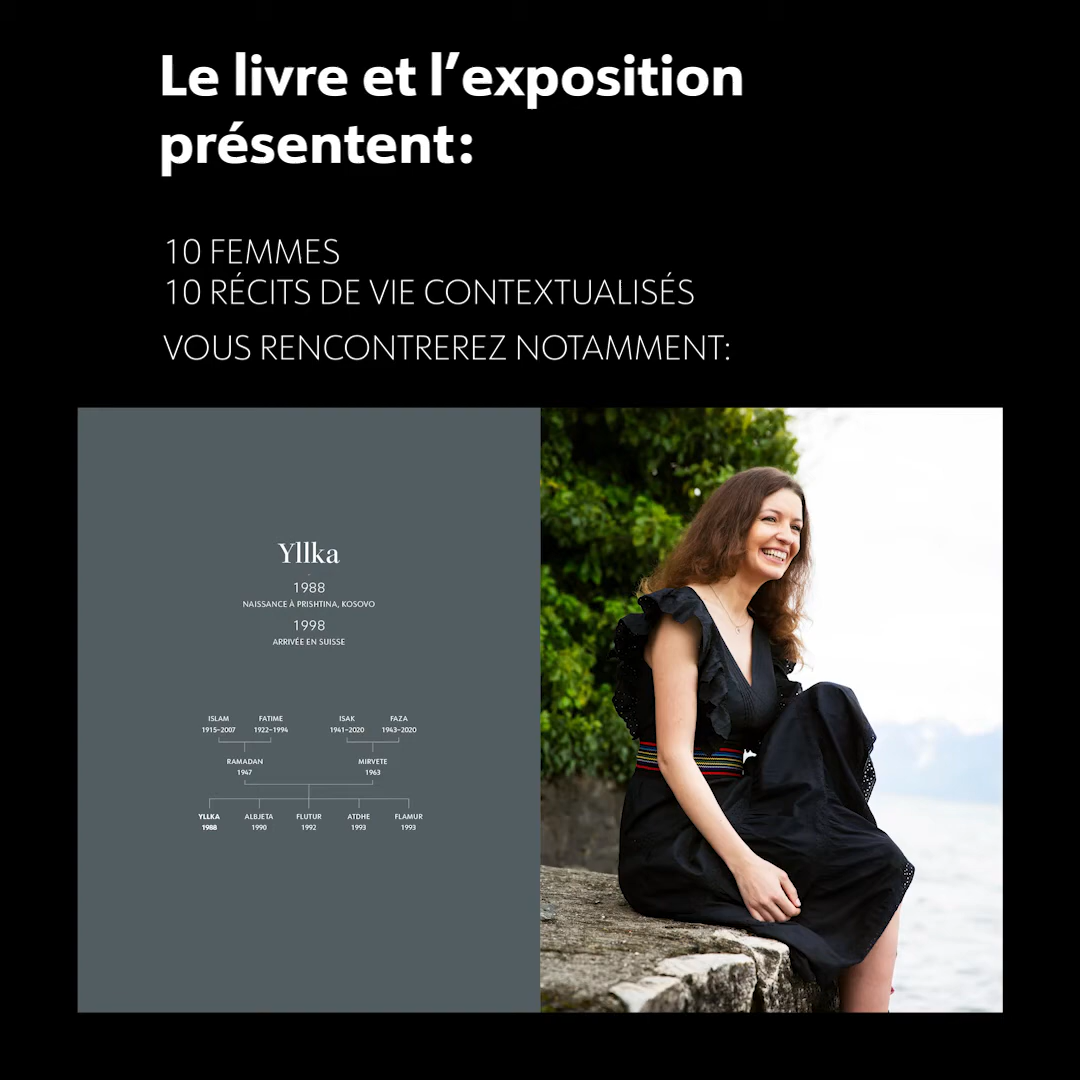 Le livre et l’exposition
présentent:
10 FEMMES
10 RÉCITS DE VIE CONTEXTUALISÉS
VOUS RENCONTREREZ NOTAMMENT:
Yllka
1988
NAISSANCE À PRISHTINA, KOSOVO
1998
ARRIVÉE EN SUISSE
ISLAM FATIME ISAK FAZA
1915–2007 1922–1994 1941–2020 1943–2020
RAMADAN MIRVETE
1947 1963
YLLKA ALBJETA FLUTUR ATDHE FLAMUR
1988 1990 1992 1993 1993